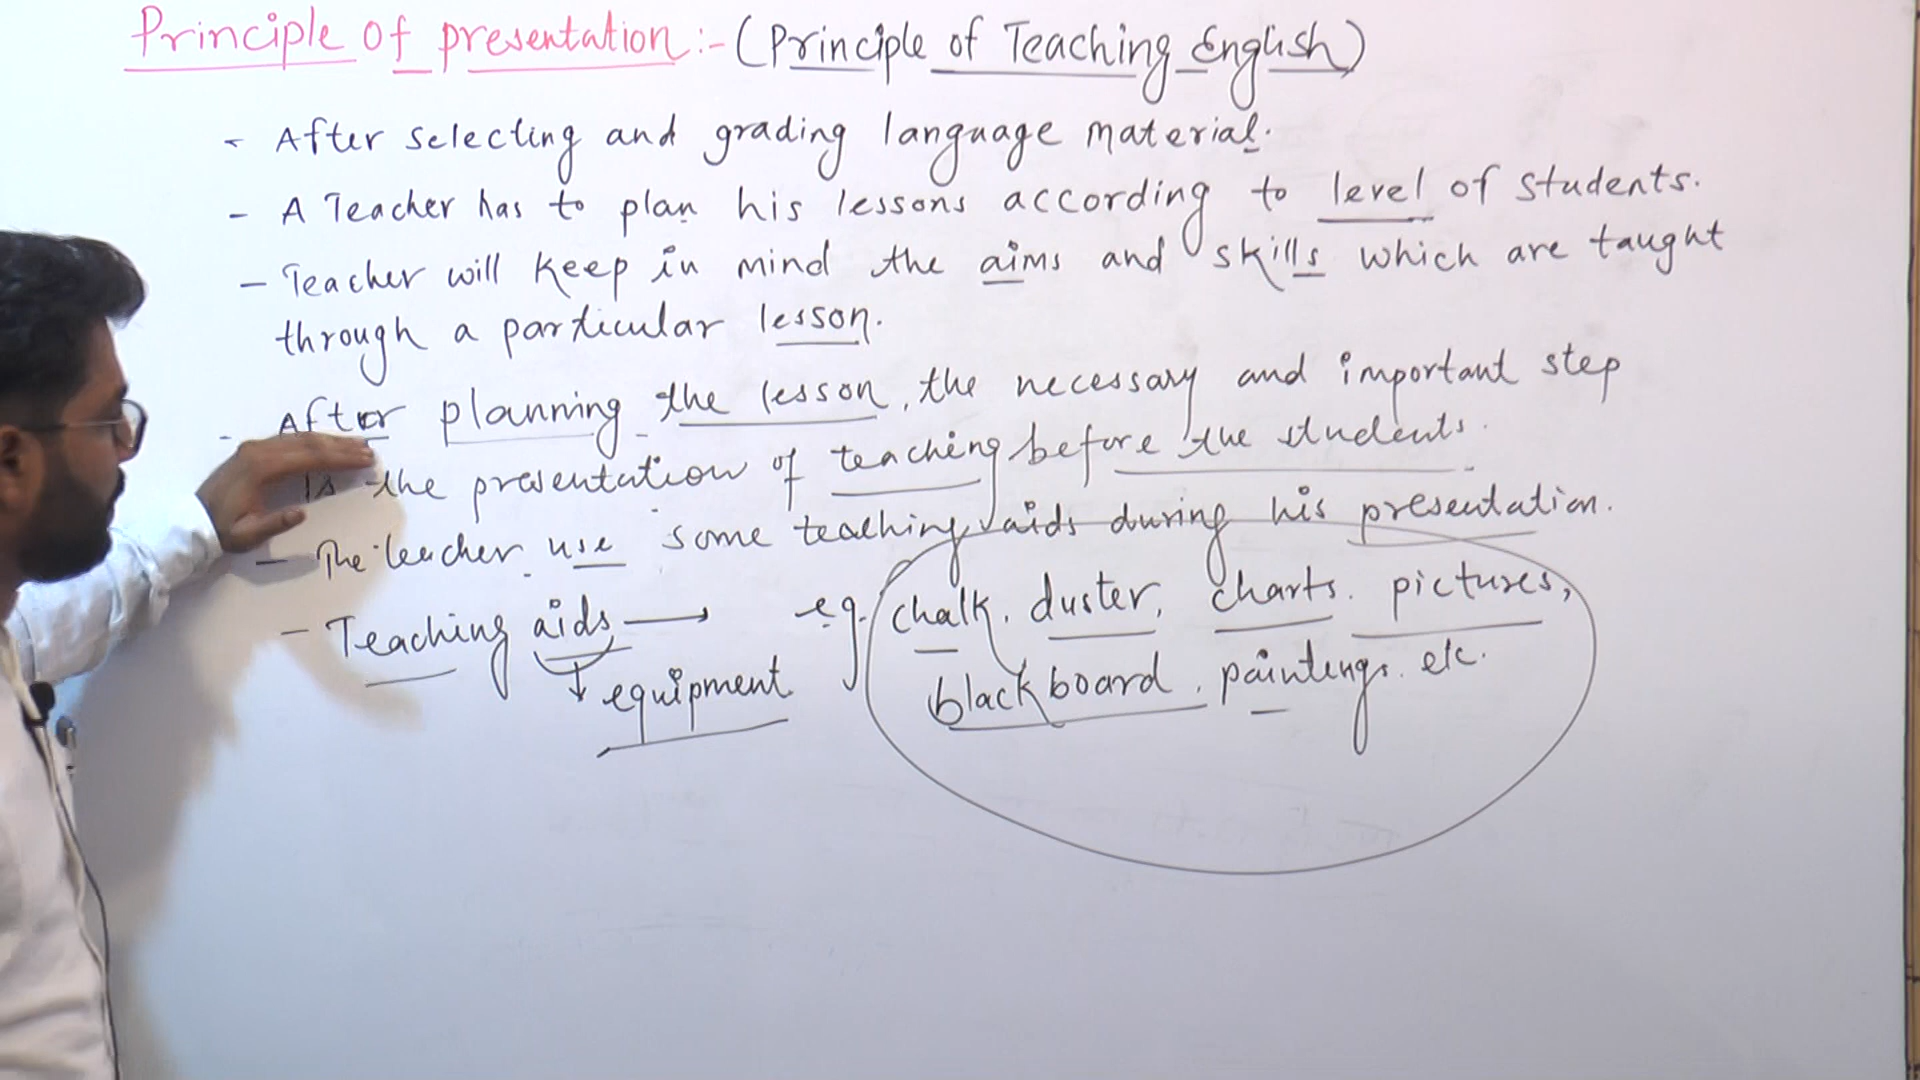 Principle of presentation:- (Principle of Teaching English)
- After selecting and grading language material.
- A Teacher has to plan his lessons according to level of students.
- Teacher will keep in mind the aims and skills which are taught
through a particular lesson.
- After planning the lesson, the necessary and important step
is the presentation of teaching before the students.
- The teacher use some teaching aids during his presentation.
- Teaching aids → eg. chalk, duster, charts. pictures,
↓ equipment blackboard, paintings. etc.